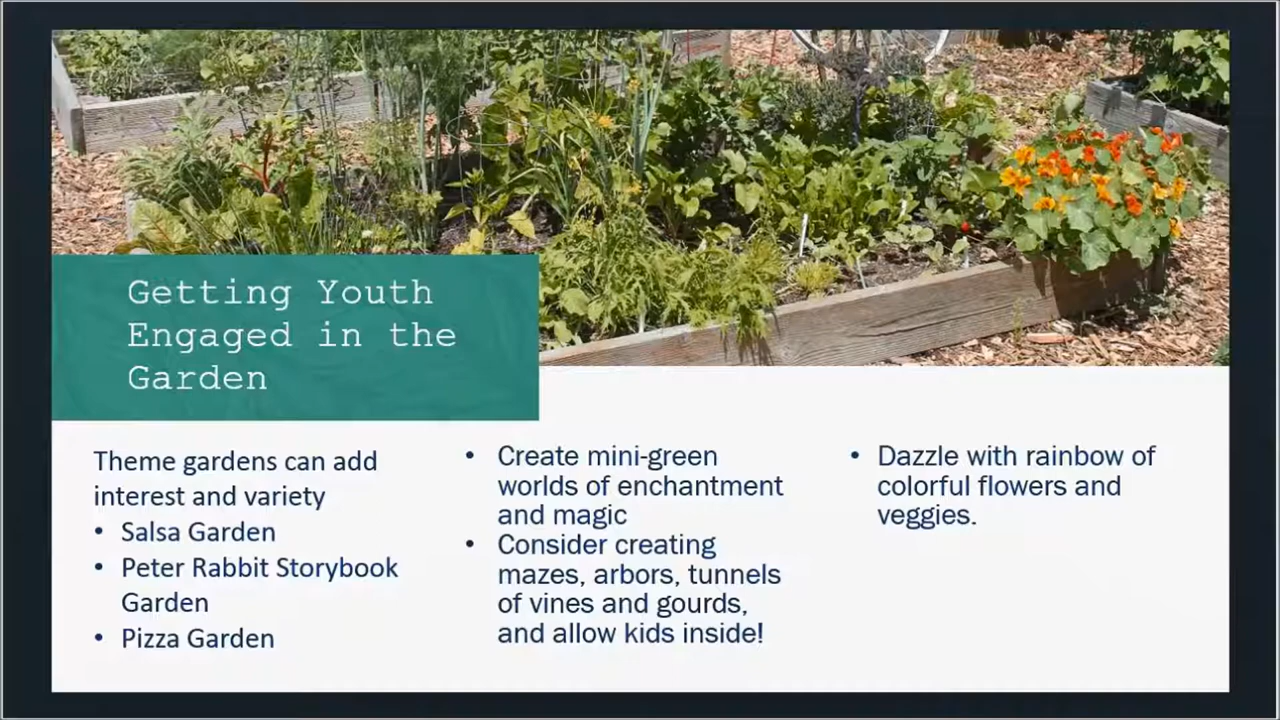 Getting Youth
Engaged in the
Garden
Theme gardens can add
interest and variety
• Salsa Garden
• Peter Rabbit Storybook
Garden
• Pizza Garden
• Create mini-green
worlds of enchantment
and magic
• Consider creating
mazes, arbors, tunnels
of vines and gourds,
and allow kids inside!
• Dazzle with rainbow of
colorful flowers and
veggies.